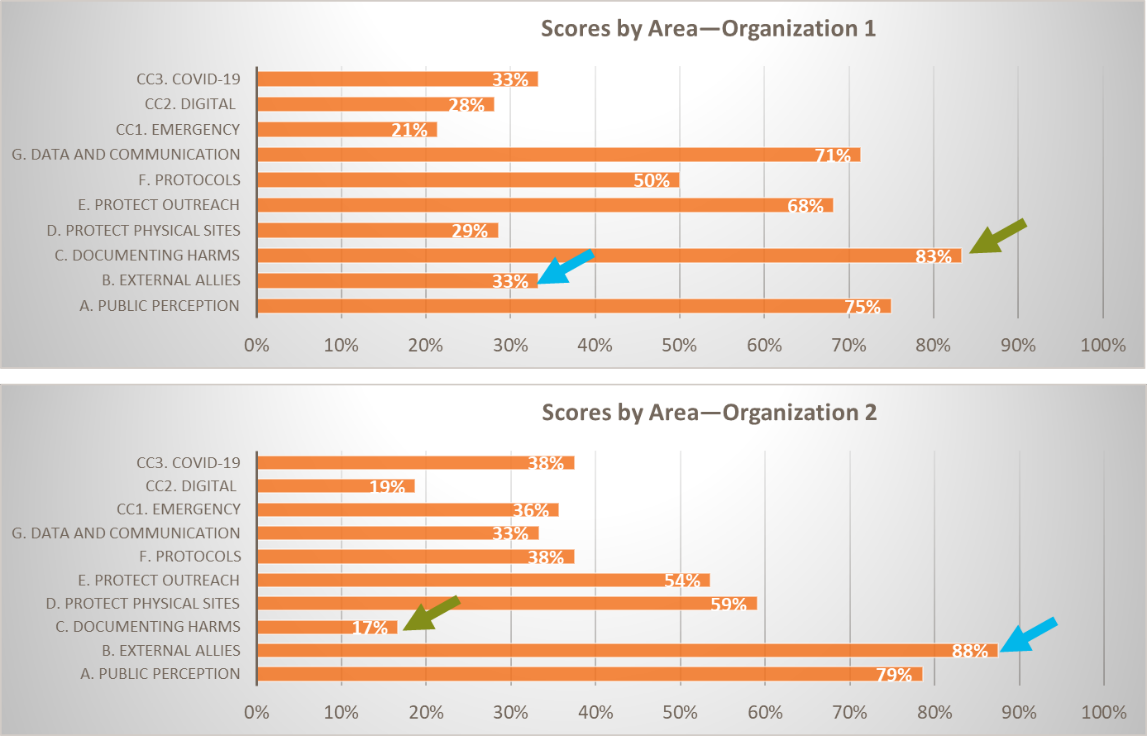 Scores by Area—Organization 1
CC3. COVID-19 33%
CC2. DIGITAL 28%
CC1. EMERGENCY 21%
G. DATA AND COMMUNICATION 71%
F. PROTOCOLS 50%
E. PROTECT OUTREACH 68%
D. PROTECT PHYSICAL SITES 29%
C. DOCUMENTING HARMS 83%
B. EXTERNAL ALLIES 33%
A. PUBLIC PERCEPTION 75%
0% 10% 20% 30% 40% 50% 60% 70% 80% 90% 100%
Scores by Area—Organization 2
CC3. COVID-19 38%
CC2. DIGITAL 19%
CC1. EMERGENCY 36%
G. DATA AND COMMUNICATION 33%
F. PROTOCOLS 38%
E. PROTECT OUTREACH 54%
D. PROTECT PHYSICAL SITES 59%
C. DOCUMENTING HARMS 17%
B. EXTERNAL ALLIES 88%
A. PUBLIC PERCEPTION 79%
0% 10% 20% 30% 40% 50% 60% 70% 80% 90% 100%